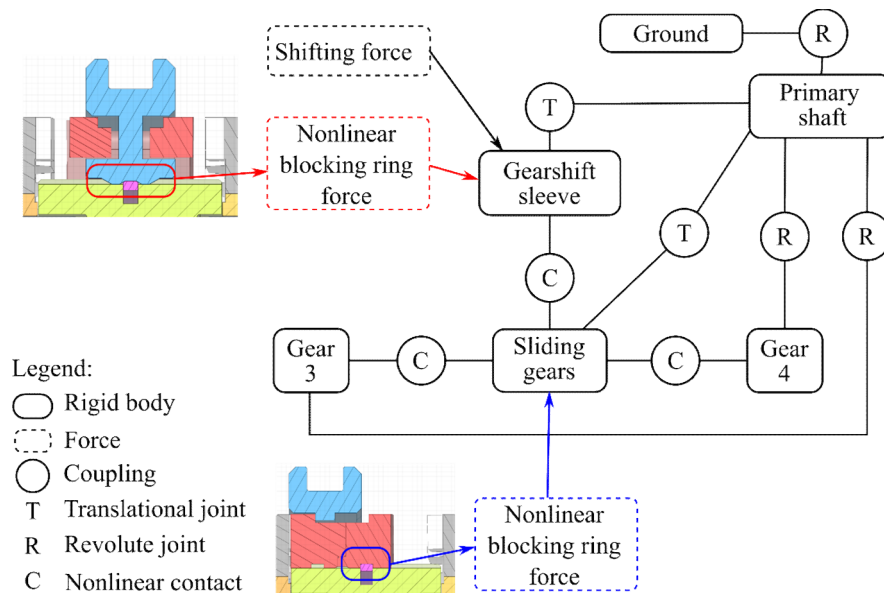 Ground
R
Shifting force
T
Primary
shaft
Nonlinear
blocking ring
force
Gearshift
sleeve
T
R
R
C
Gear
3
C
Sliding
gears
C
Gear
4
Legend:
Rigid body
Force
Coupling
T Translational joint
R Revolute joint
C Nonlinear contact
Nonlinear
blocking ring
force